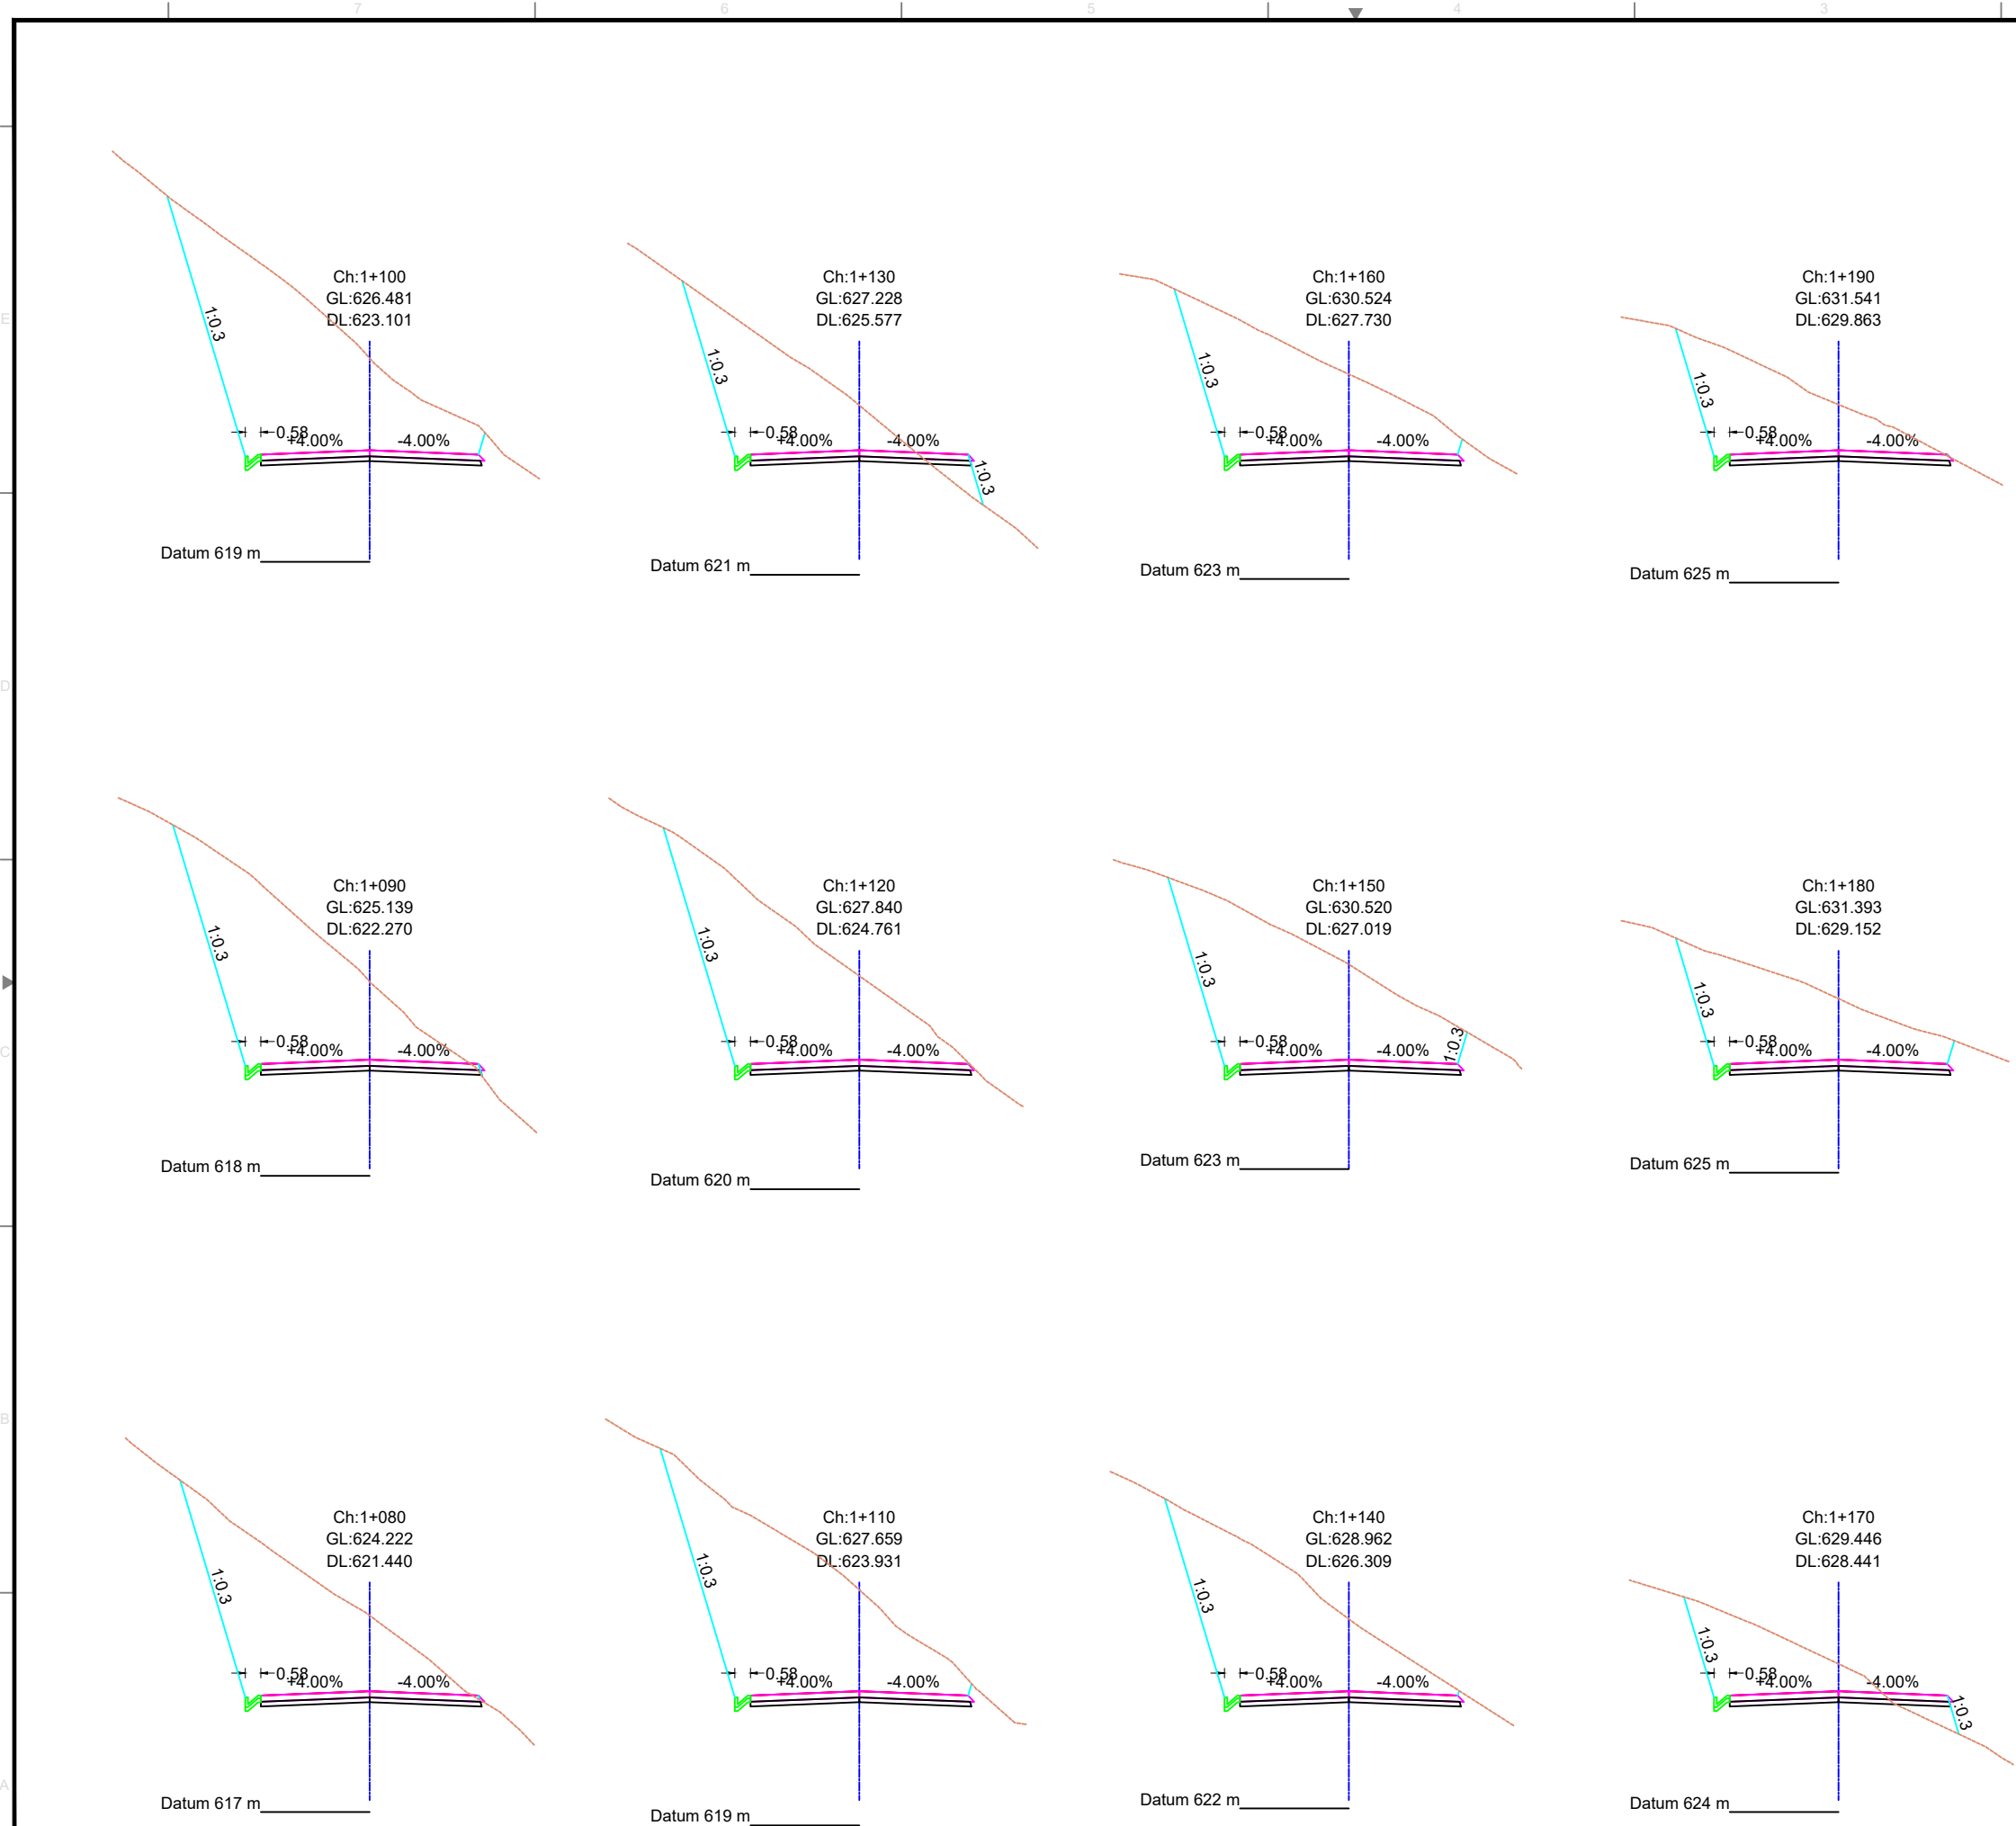 7
6
5
4
3
E
D
C
B
A
Ch:1+100
GL:626.481
DL:623.101
1:0.3
0.58
+4.00%
-4.00%
Datum 619 m
Ch:1+130
GL:627.228
DL:625.577
1:0.3
0.58
+4.00%
-4.00%
1:0.3
Datum 621 m
Ch:1+160
GL:630.524
DL:627.730
1:0.3
0.58
+4.00%
-4.00%
Datum 623 m
Ch:1+190
GL:631.541
DL:629.863
1:0.3
0.58
+4.00%
-4.00%
Datum 625 m
Ch:1+090
GL:625.139
DL:622.270
1:0.3
0.58
+4.00%
-4.00%
Datum 618 m
Ch:1+120
GL:627.840
DL:624.761
1:0.3
0.58
+4.00%
-4.00%
Datum 620 m
Ch:1+150
GL:630.520
DL:627.019
1:0.3
0.58
+4.00%
-4.00%
1:0.3
Datum 623 m
Ch:1+180
GL:631.393
DL:629.152
1:0.3
0.58
+4.00%
-4.00%
Datum 625 m
Ch:1+080
GL:624.222
DL:621.440
1:0.3
0.58
+4.00%
-4.00%
Datum 617 m
Ch:1+110
GL:627.659
DL:623.931
1:0.3
0.58
+4.00%
-4.00%
Datum 619 m
Ch:1+140
GL:628.962
DL:626.309
1:0.3
0.58
+4.00%
-4.00%
Datum 622 m
Ch:1+170
GL:629.446
DL:628.441
1:0.3
0.58
+4.00%
-4.00%
1:0.3
Datum 624 m